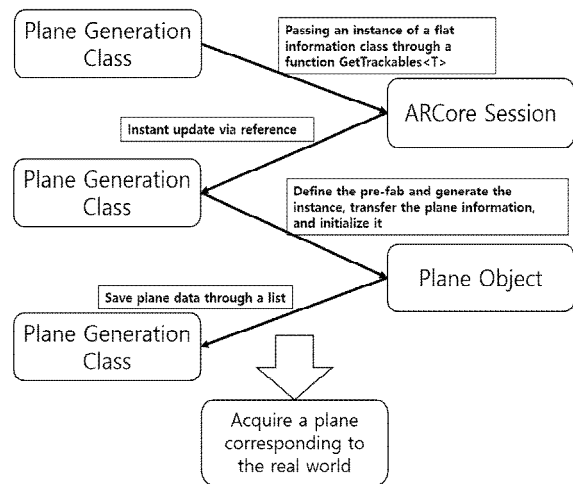 Plane Generation
Class
Passing an instance of a flat
information class through a
function GetTrackables<T>
ARCore Session
Instant update via reference
Plane Generation
Class
Define the pre-fab and generate the
instance, transfer the plane information,
and initialize it
Plane Object
Save plane data through a list
Plane Generation
Class
Acquire a plane
corresponding to
the real world